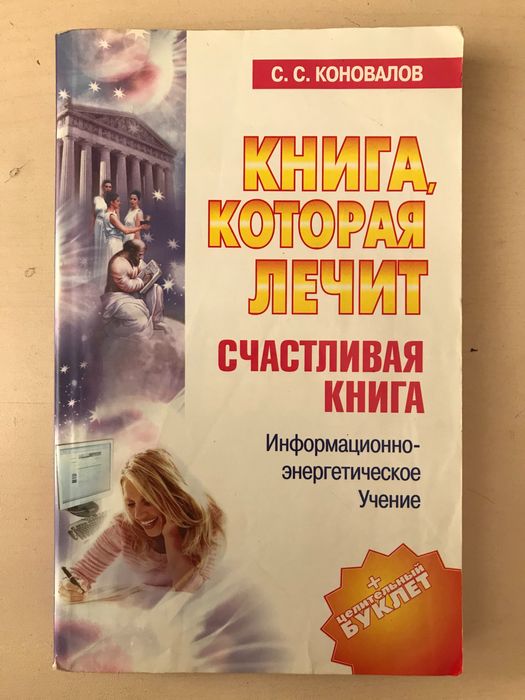 С. С. КОНОВАЛОВ
КНИГА,
КОТОРАЯ
ЛЕЧИТ
СЧАСТЛИВАЯ
КНИГА
Информационно-
энергетическое
Учение
+
целительный
БУКЛЕТ